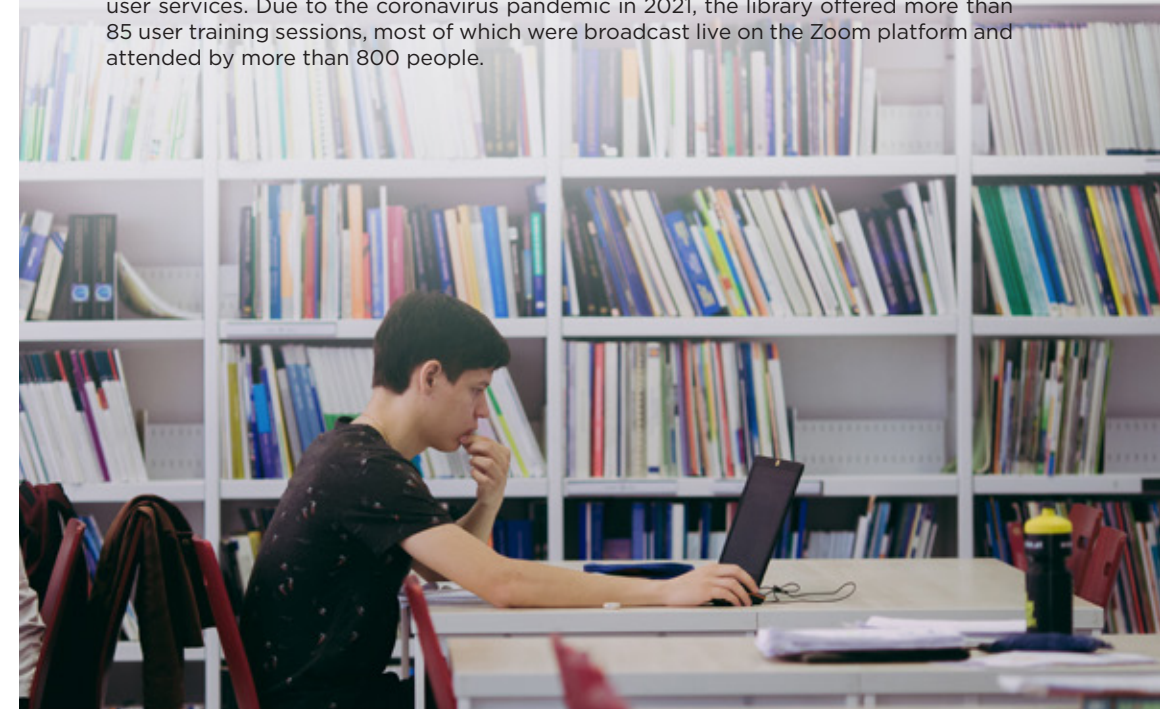 user services. Due to the coronavirus pandemic in 2021, the library offered more than
85 user training sessions, most of which were broadcast live on the Zoom platform and
attended by more than 800 people.